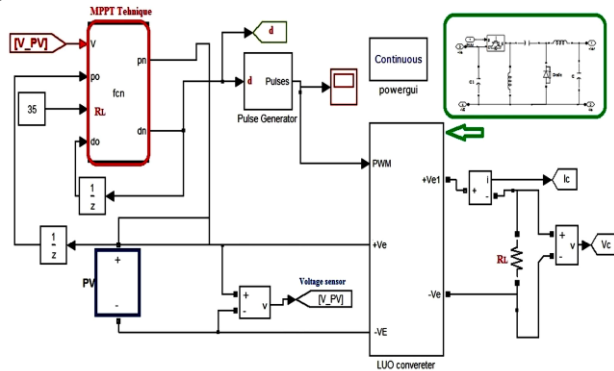 MPPT Tehnique
[V_PV]
V
po
35
RL
do
fcn
pn
dn
d
d
Pulses
Pulse Generator
Continuous
powergui
1
z
1
z
PWM
+Ve1
+Ve
-Ve
-VE
LUO convereter
i
+
-
Ic
RL
+
-
v
Vc
PV
+
-
Voltage sensor
+
-
v
[V_PV]